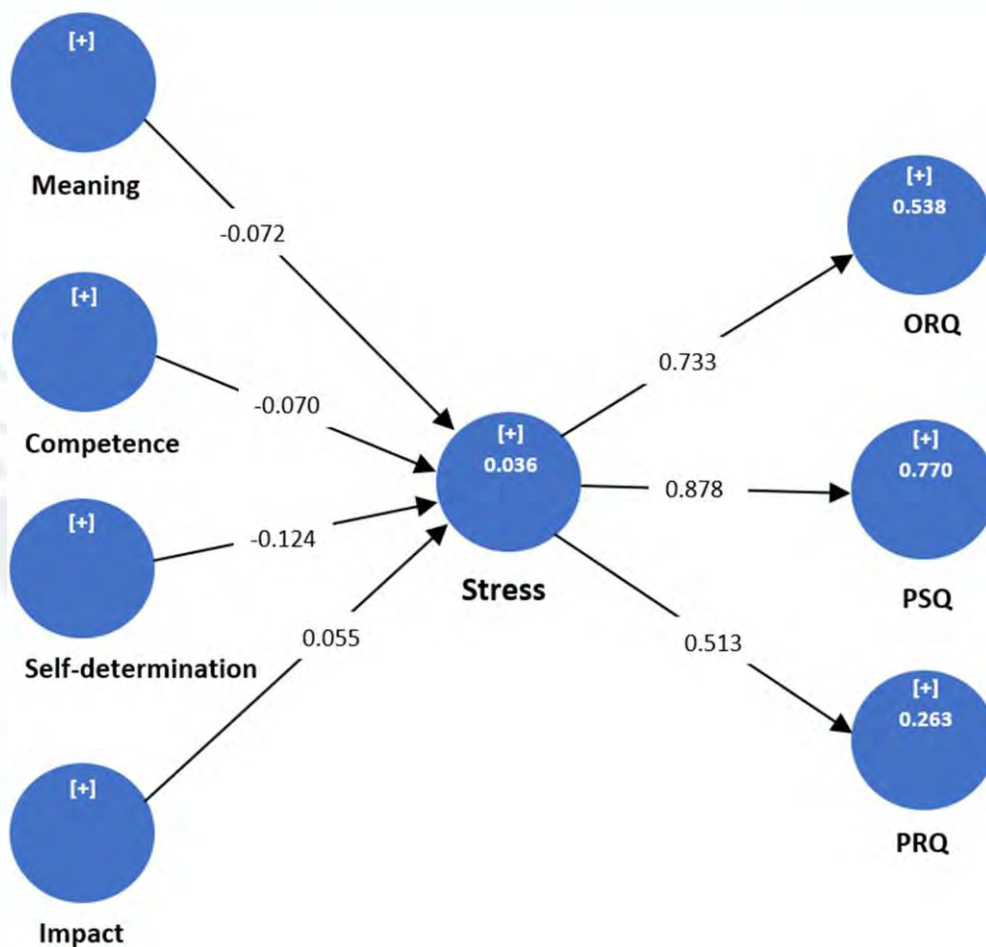 [+]
Meaning
-0.072
[+]
Competence
-0.070
[+]
Self-determination
-0.124
[+]
Impact
0.055
[+]
0.036
Stress
0.733
0.878
0.513
[+]
0.538
ORQ
[+]
0.770
PSQ
[+]
0.263
PRQ